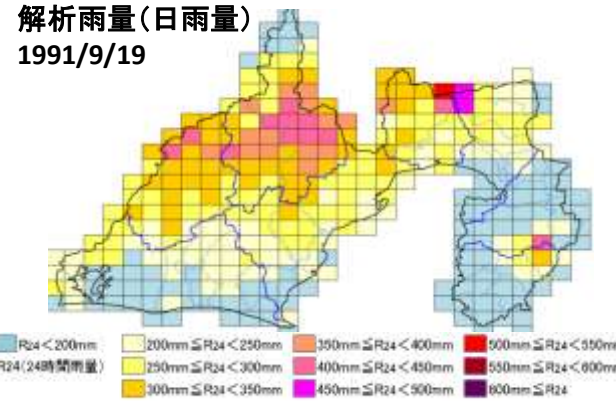 解析雨量(日雨量)
1991/9/19
R24<200mm 200mm≦R24<250mm 350mm≦R24<400mm 500mm≦R24<550mm
R24(24時間雨量) 250mm≦R24<300mm 400mm≦R24<450mm 550mm≦R24<600mm
300mm≦R24<350mm 450mm≦R24<500mm 600mm≦R24